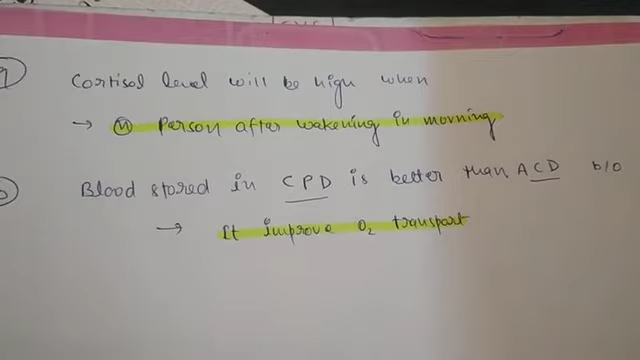 Cortisol level will be high when
→ (N) Person after wakening in morning
Blood stored in CPD is better than ACD b/o
→ It improve O₂ transport